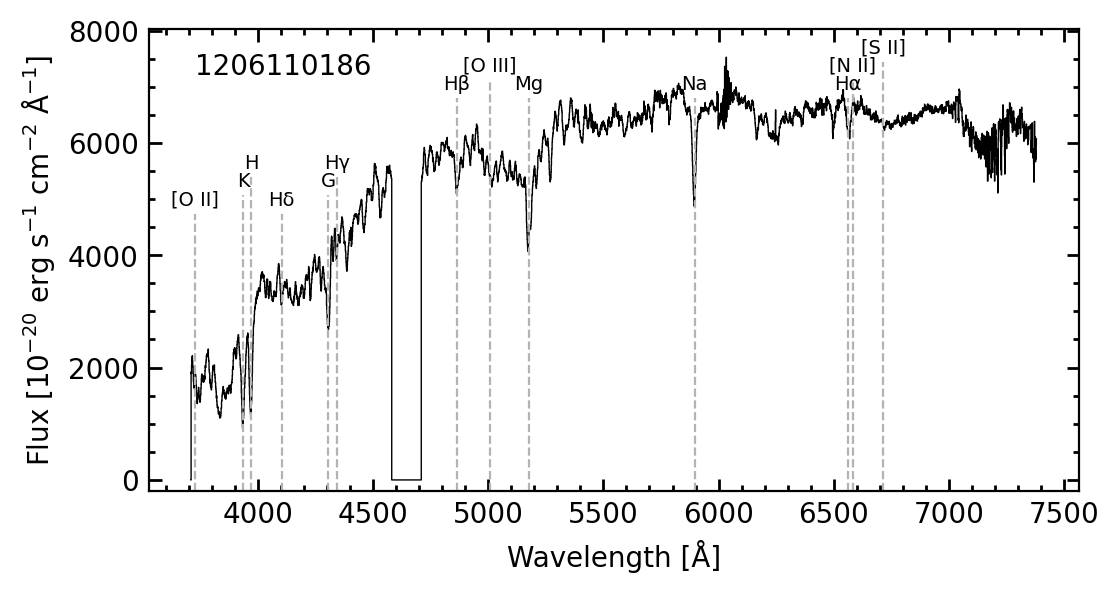 8000
6000
4000
2000
0
Flux [10⁻²⁰ erg s⁻¹ cm⁻² Å⁻¹]
1206110186
[O II]
K
H
Hδ
G
Hγ
Hβ
[O III]
Mg
Na
[N II]
Hα
[S II]
4000 4500 5000 5500 6000 6500 7000 7500
Wavelength [Å]